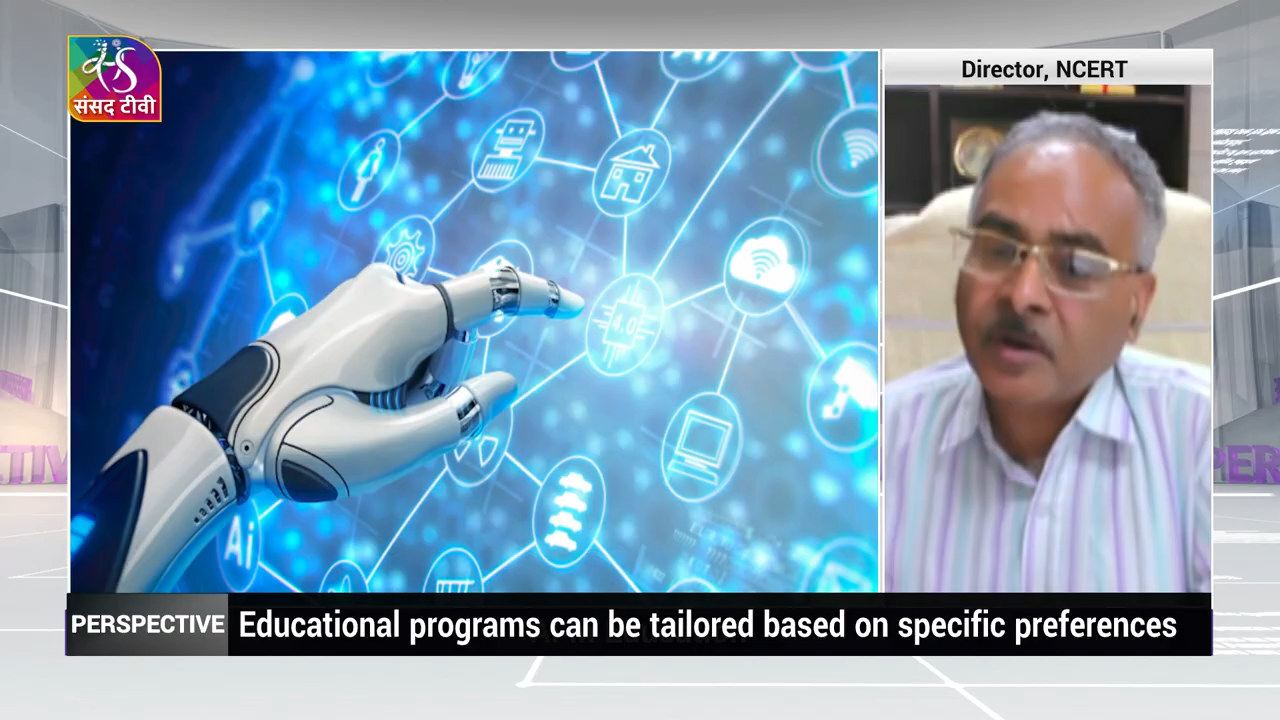 संसद टीवी
Director, NCERT
4.0
Ai
PERSPECTIVE
Educational programs can be tailored based on specific preferences